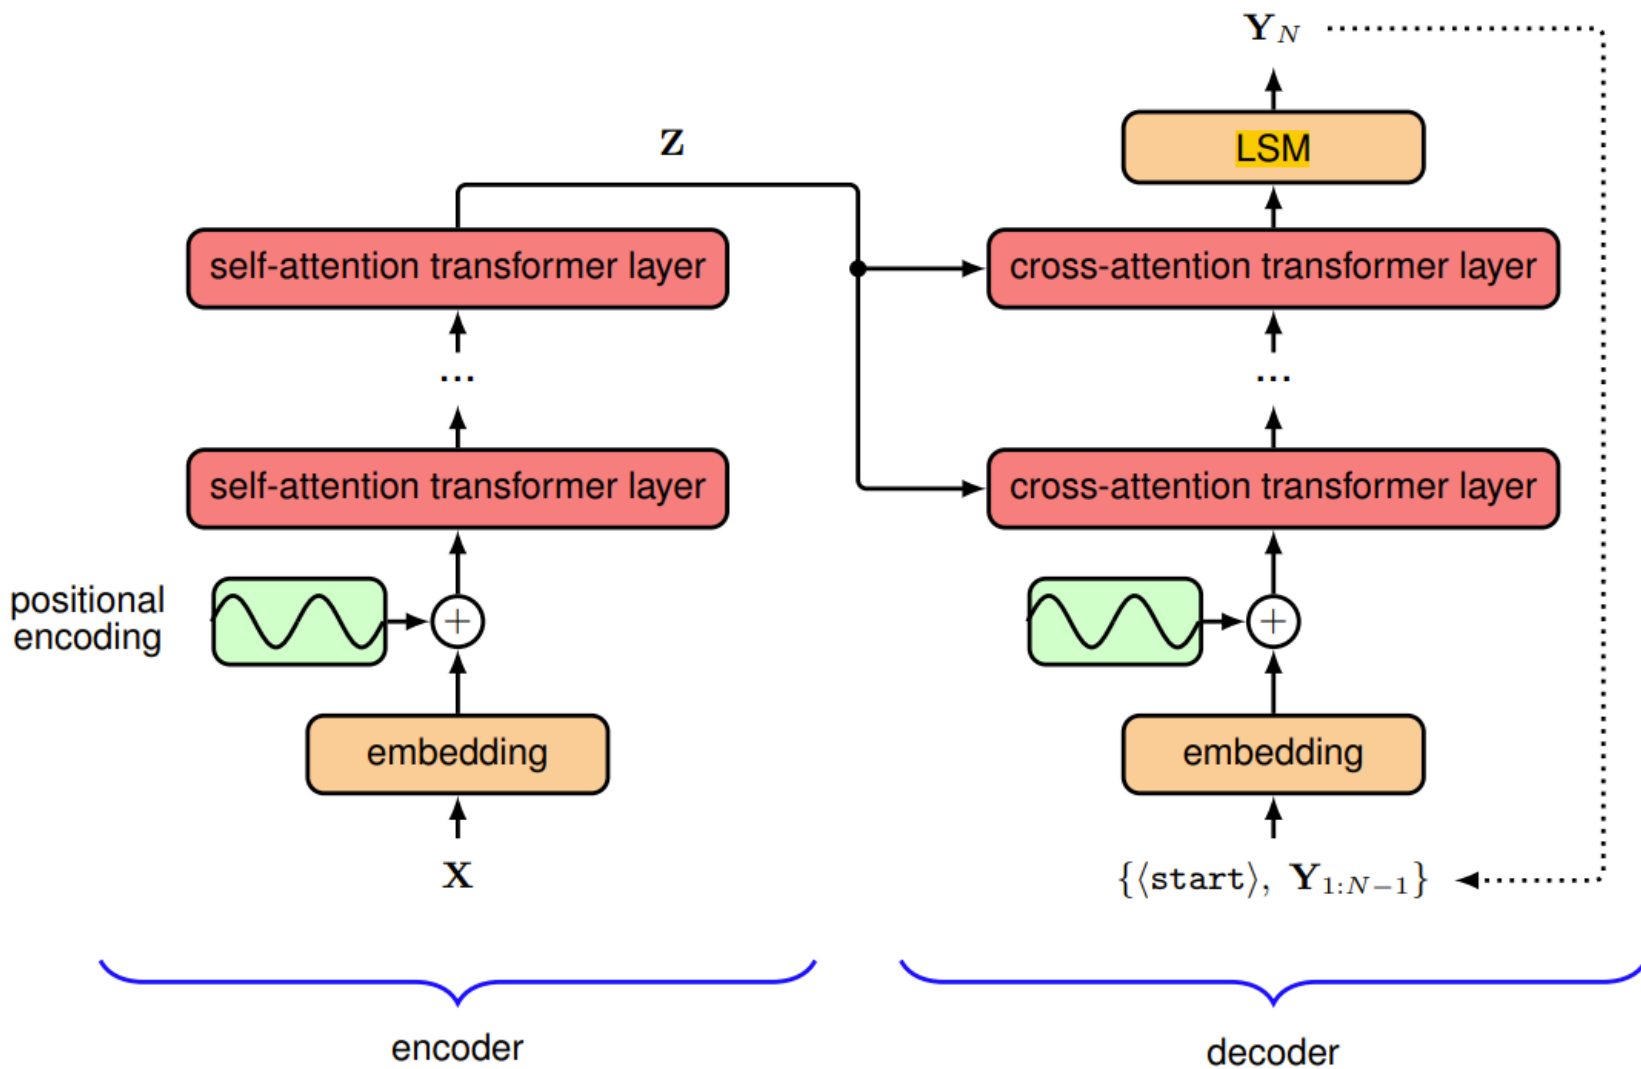 Y_N
Z
LSM
self-attention transformer layer
cross-attention transformer layer
...
...
self-attention transformer layer
cross-attention transformer layer
positional
encoding
+
+
embedding
embedding
X
{⟨start⟩, Y_{1:N−1}}
encoder
decoder